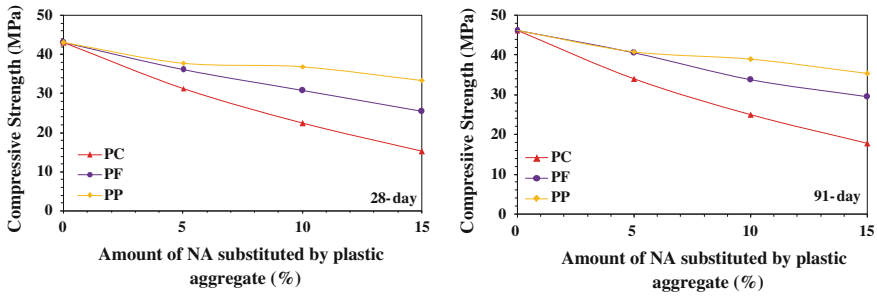 Compressive Strength (MPa)
50
40
30
20
10
0
PC
PF
PP
28-day
0 5 10 15
Amount of NA substituted by plastic
aggregate (%)
Compresiive Strength (MPa)
50
40
30
20
10
0
PC
PF
PP
91-day
0 5 10 15
Amount of NA substituted by plastic
aggregate (%)